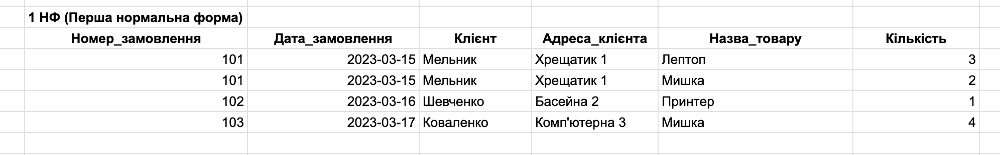 1 НФ (Перша нормальна форма)
Номер_замовлення Дата_замовлення Клієнт Адреса_клієнта Назва_товару Кількість
101 2023-03-15 Мельник Хрещатик 1 Лептоп 3
101 2023-03-15 Мельник Хрещатик 1 Мишка 2
102 2023-03-16 Шевченко Басейна 2 Принтер 1
103 2023-03-17 Коваленко Комп'ютерна 3 Мишка 4